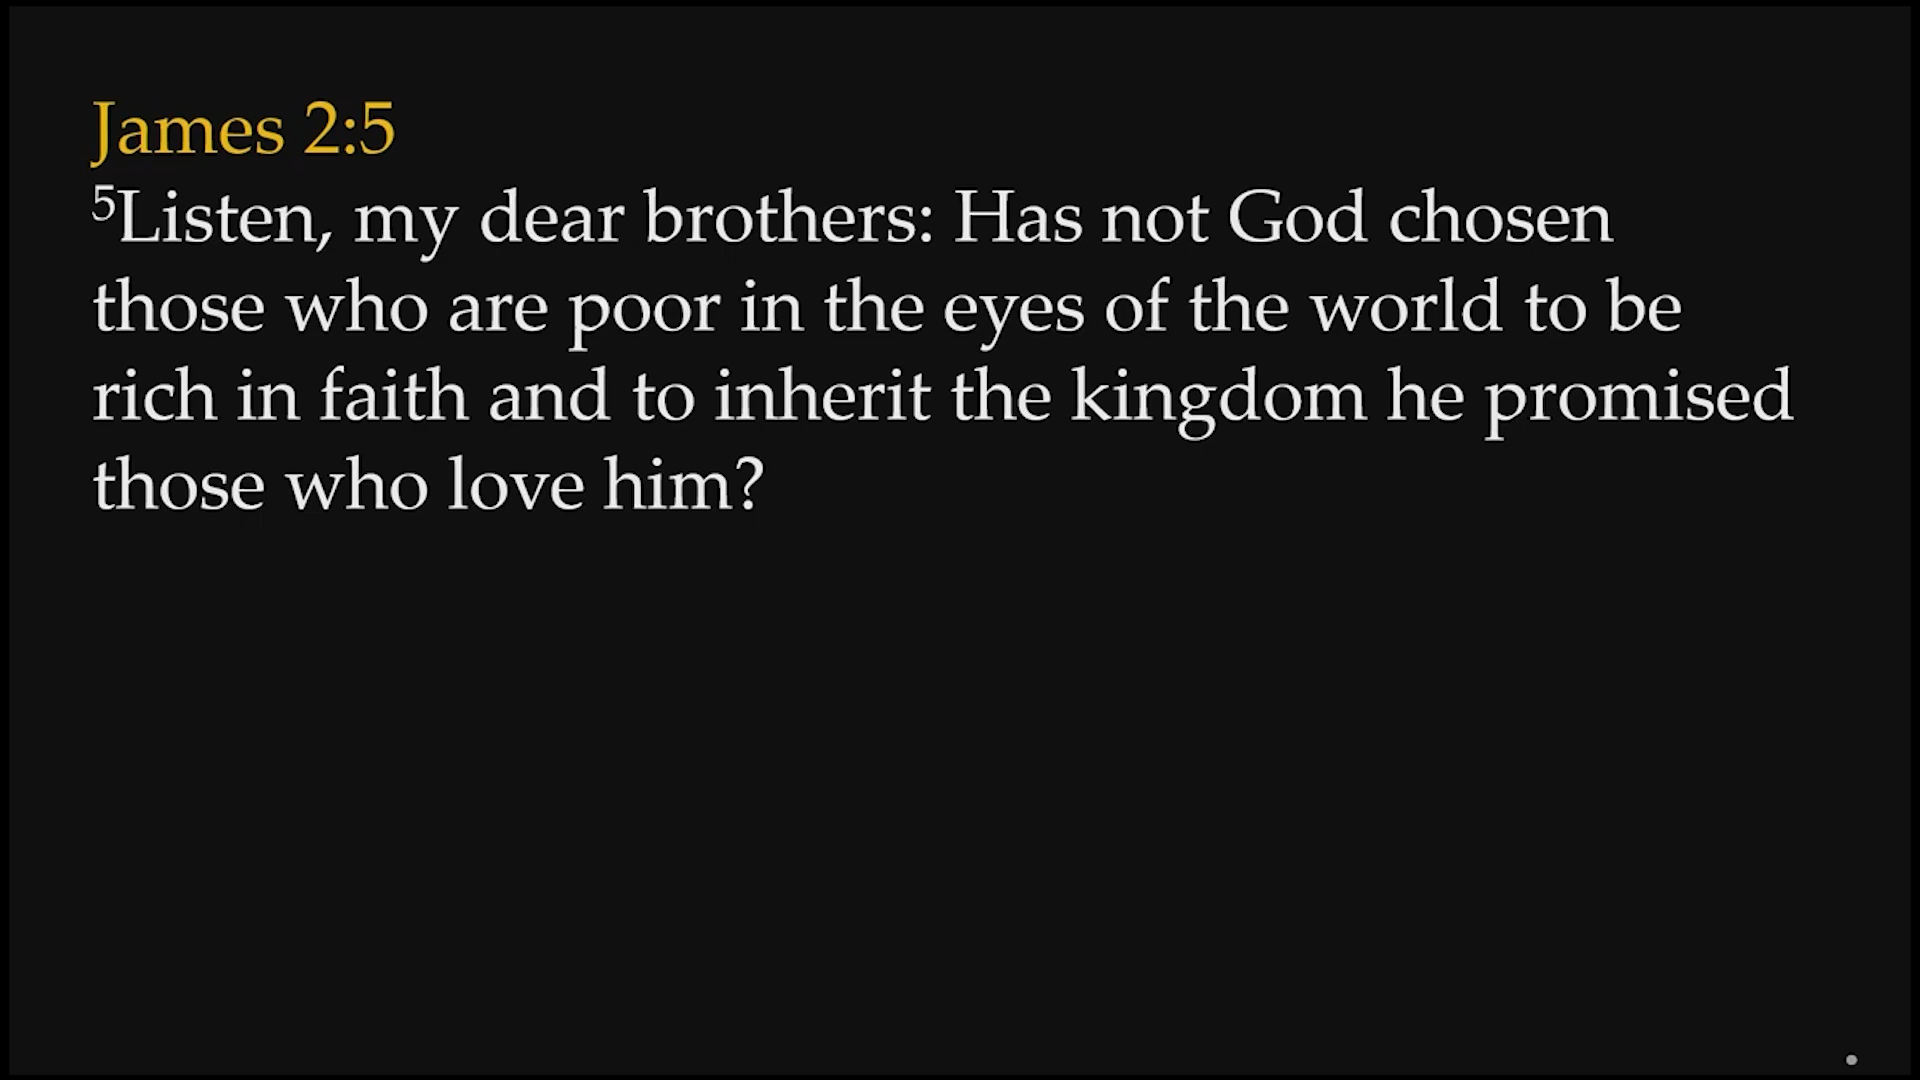 James 2:5
⁵Listen, my dear brothers: Has not God chosen
those who are poor in the eyes of the world to be
rich in faith and to inherit the kingdom he promised
those who love him?